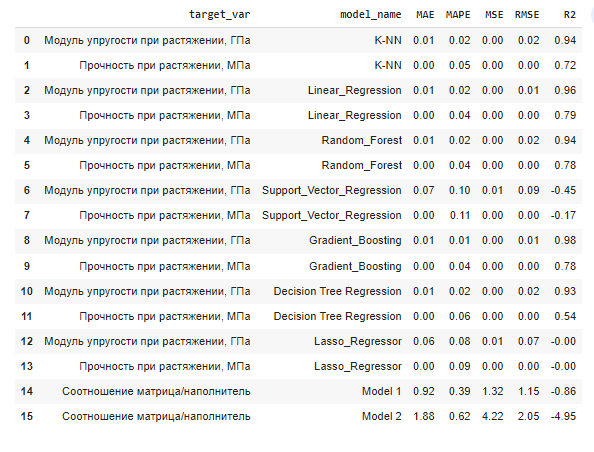 target_var model_name MAE MAPE MSE RMSE R2
0 Модуль упругости при растяжении, ГПа K-NN 0.01 0.02 0.00 0.02 0.94
1 Прочность при растяжении, МПа K-NN 0.00 0.05 0.00 0.00 0.72
2 Модуль упругости при растяжении, ГПа Linear_Regression 0.01 0.02 0.00 0.01 0.96
3 Прочность при растяжении, МПа Linear_Regression 0.00 0.04 0.00 0.00 0.79
4 Модуль упругости при растяжении, ГПа Random_Forest 0.01 0.02 0.00 0.02 0.94
5 Прочность при растяжении, МПа Random_Forest 0.00 0.04 0.00 0.00 0.78
6 Модуль упругости при растяжении, ГПа Support_Vector_Regression 0.07 0.10 0.01 0.09 -0.45
7 Прочность при растяжении, МПа Support_Vector_Regression 0.00 0.11 0.00 0.00 -0.17
8 Модуль упругости при растяжении, ГПа Gradient_Boosting 0.01 0.01 0.00 0.01 0.98
9 Прочность при растяжении, МПа Gradient_Boosting 0.00 0.04 0.00 0.00 0.78
10 Модуль упругости при растяжении, ГПа Decision Tree Regression 0.01 0.02 0.00 0.02 0.93
11 Прочность при растяжении, МПа Decision Tree Regression 0.00 0.06 0.00 0.00 0.54
12 Модуль упругости при растяжении, ГПа Lasso_Regressor 0.06 0.08 0.01 0.07 -0.00
13 Прочность при растяжении, МПа Lasso_Regressor 0.00 0.09 0.00 0.00 -0.00
14 Соотношение матрица/наполнитель Model 1 0.92 0.39 1.32 1.15 -0.86
15 Соотношение матрица/наполнитель Model 2 1.88 0.62 4.22 2.05 -4.95